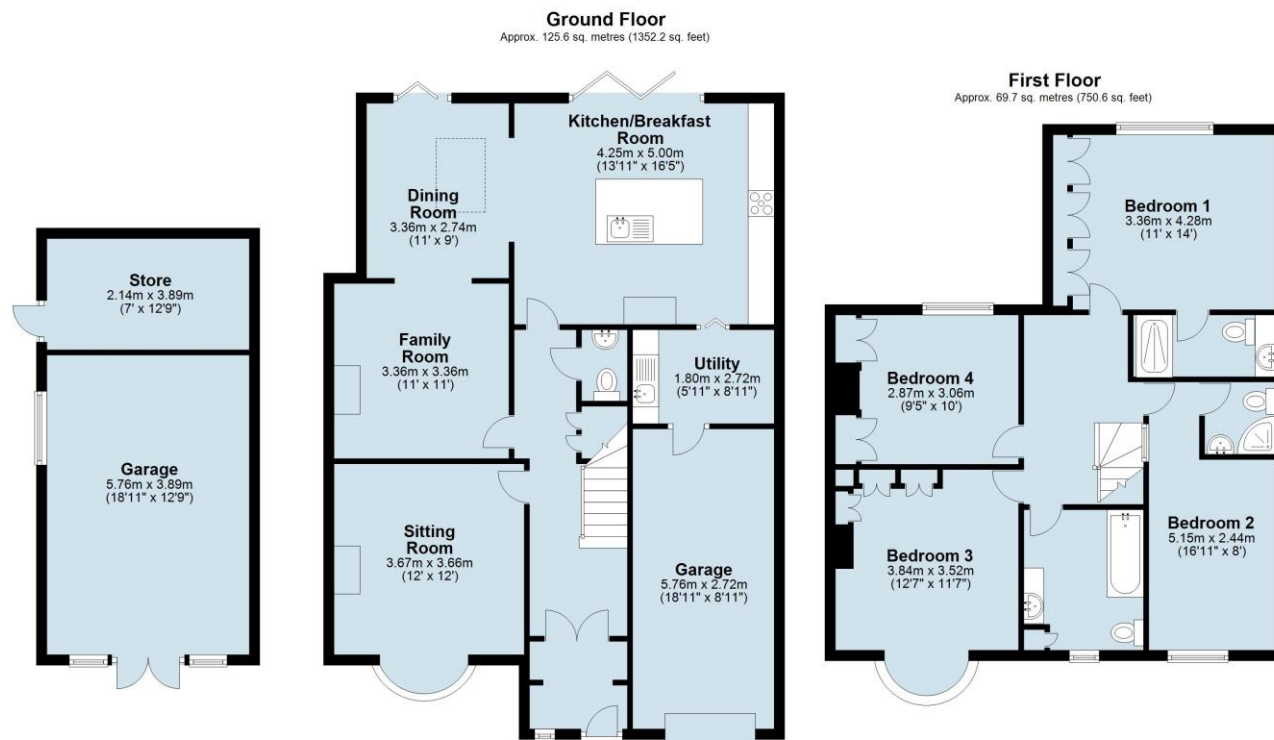 Ground Floor
Approx. 125.6 sq. metres (1352.2 sq. feet)
Kitchen/Breakfast
Room
4.25m x 5.00m
(13'11" x 16'5")
Dining
Room
3.36m x 2.74m
(11' x 9')
Store
2.14m x 3.89m
(7' x 12'9")
Family
Room
3.36m x 3.36m
(11' x 11')
Utility
1.80m x 2.72m
(5'11" x 8'11")
Garage
5.76m x 3.89m
(18'11" x 12'9")
Sitting
Room
3.67m x 3.66m
(12' x 12')
Garage
5.76m x 2.72m
(18'11" x 8'11")
First Floor
Approx. 69.7 sq. metres (750.6 sq. feet)
Bedroom 1
3.36m x 4.28m
(11' x 14')
Bedroom 4
2.87m x 3.06m
(9'5" x 10')
Bedroom 2
5.15m x 2.44m
(16'11" x 8')
Bedroom 3
3.84m x 3.52m
(12'7" x 11'7")